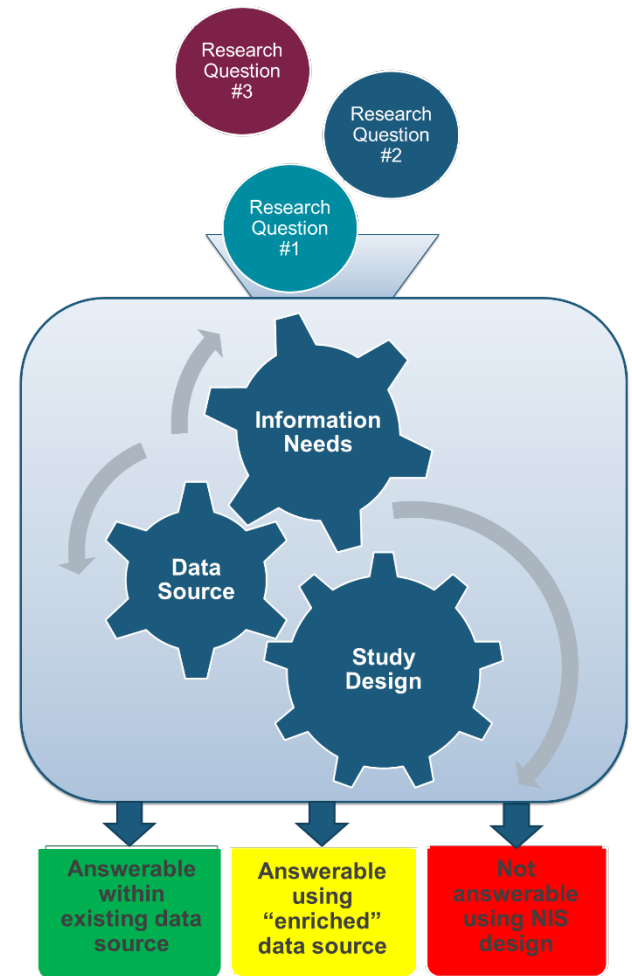 Research
Question
#3
Research
Question
#2
Research
Question
#1
Information
Needs
Data
Source
Study
Design
Answerable
within
existing data
source
Answerable
using
“enriched”
data source
Not
answerable
using NIS
design